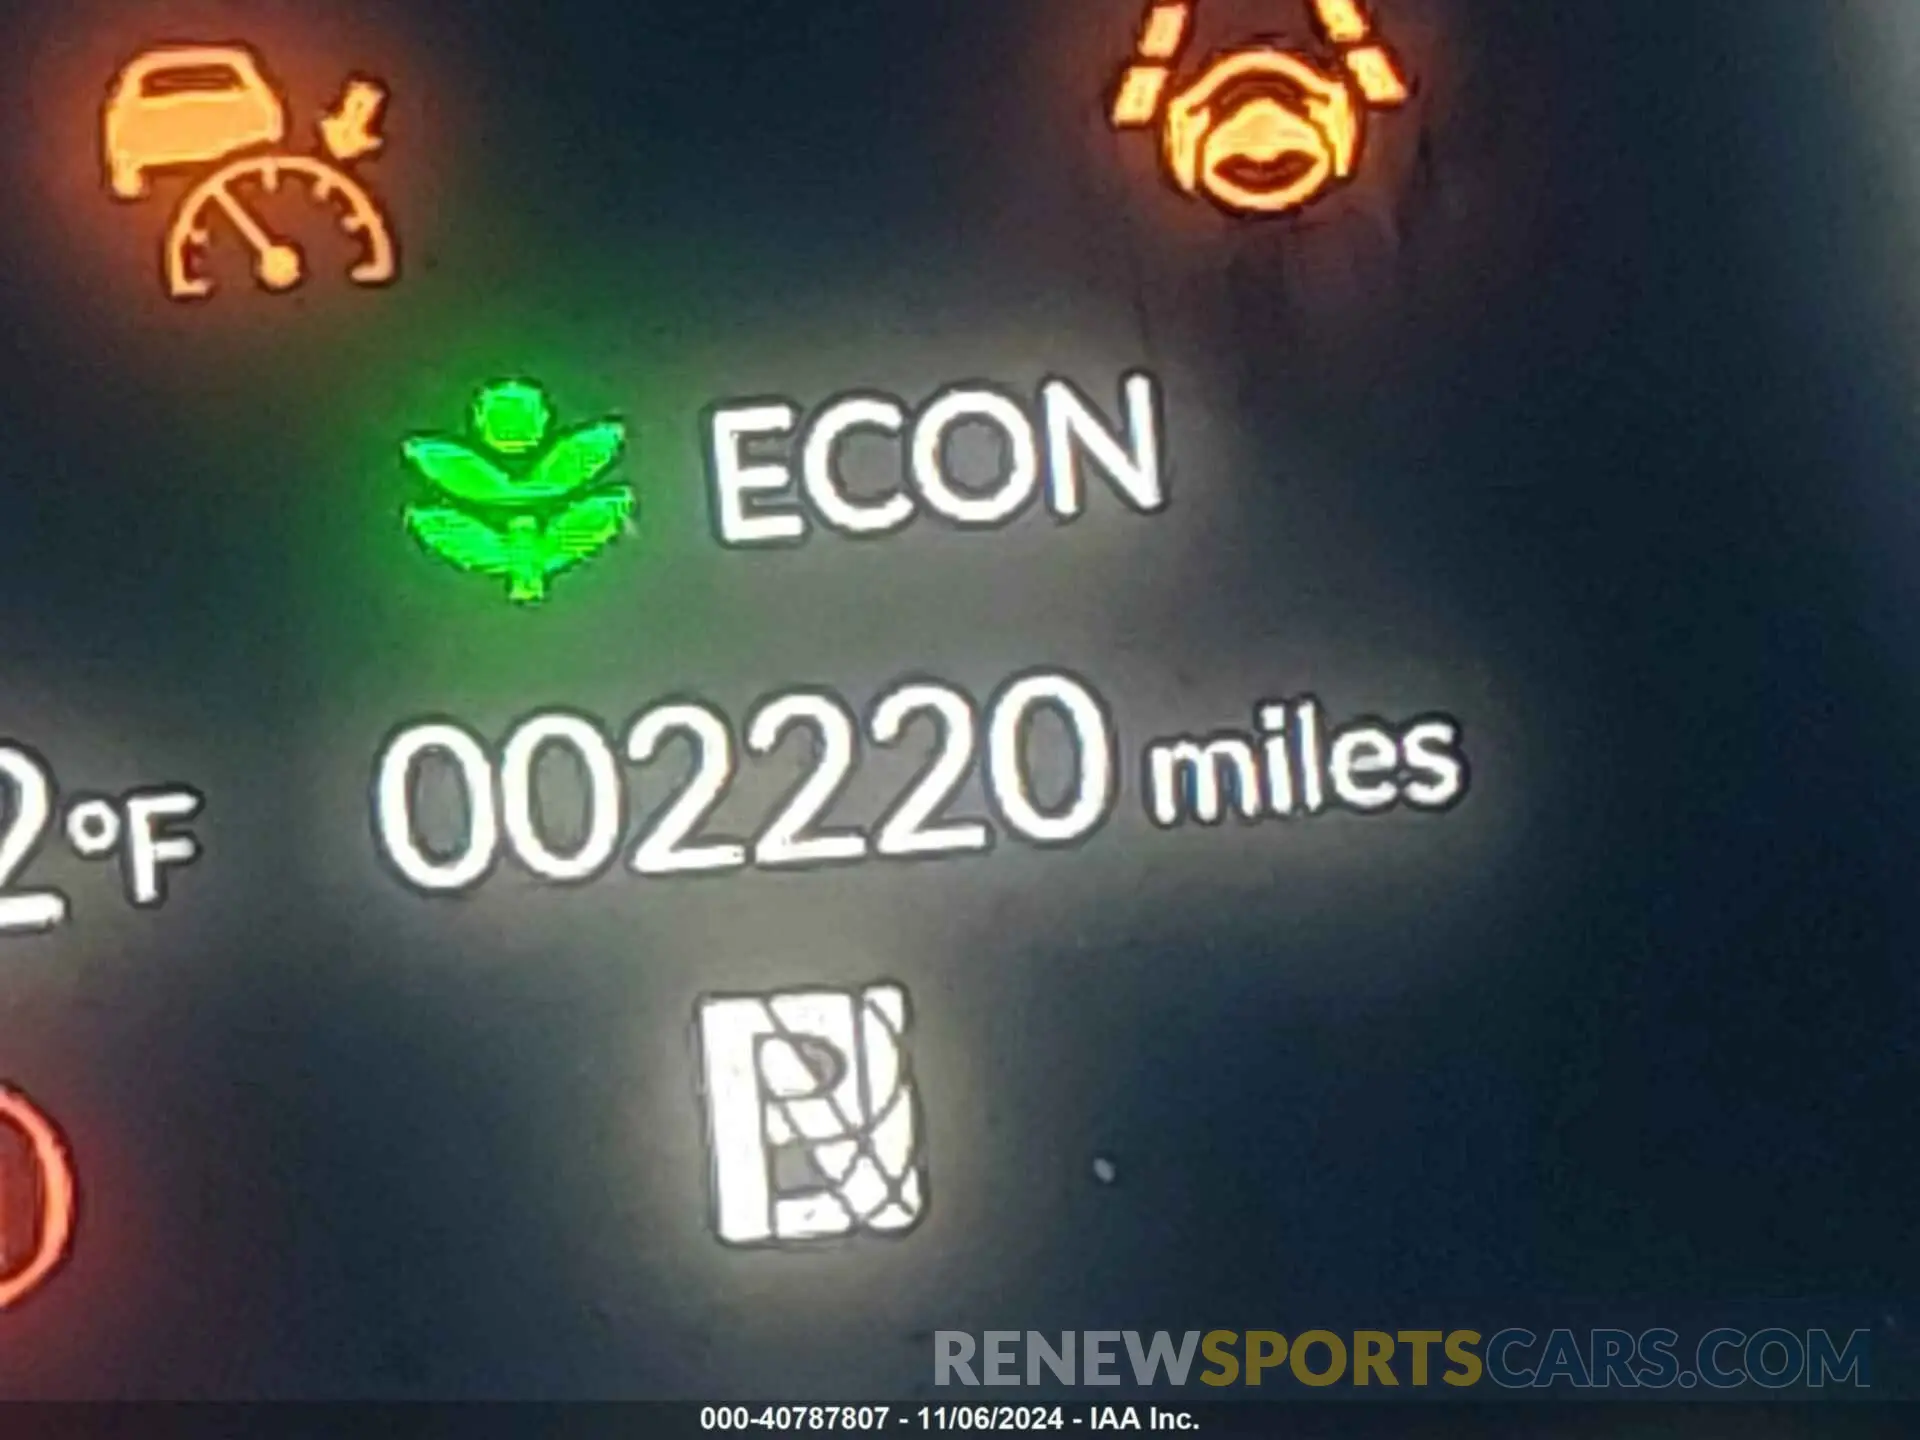 ECON
2°F 002220 miles
RENEWSPORTSCARS.COM
000-40787807 - 11/06/2024 - IAA Inc.